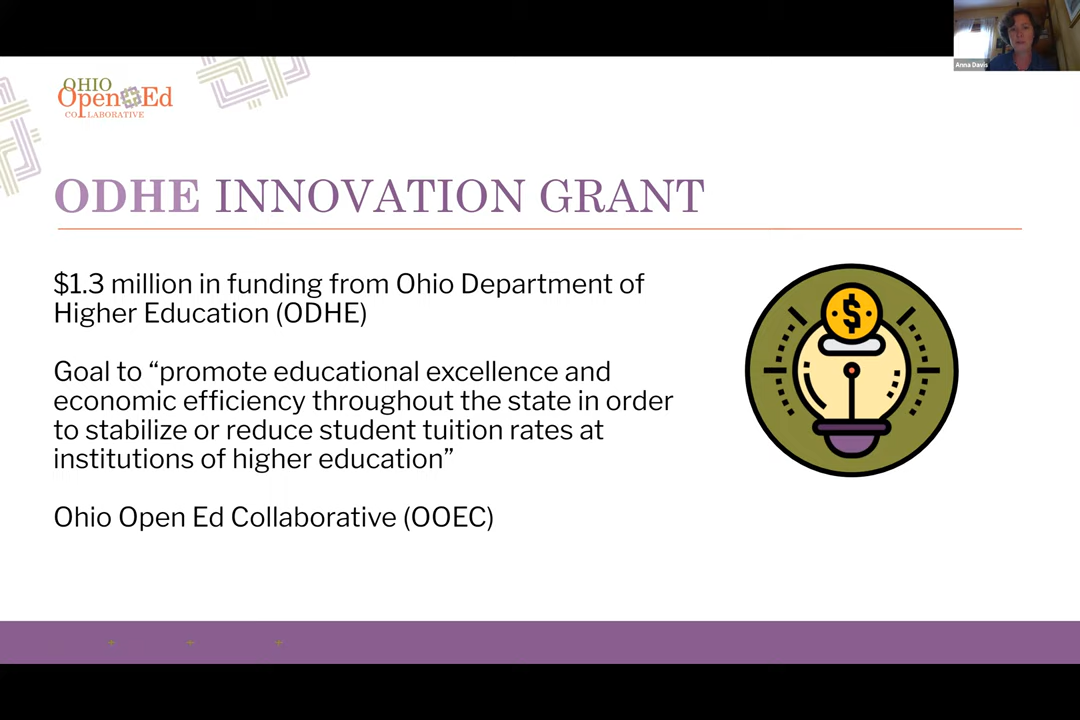 Anna Davis
OHIO
Open Ed
COLLABORATIVE
ODHE INNOVATION GRANT
$1.3 million in funding from Ohio Department of
Higher Education (ODHE)
Goal to “promote educational excellence and
economic efficiency throughout the state in order
to stabilize or reduce student tuition rates at
institutions of higher education”
Ohio Open Ed Collaborative (OOEC)
$